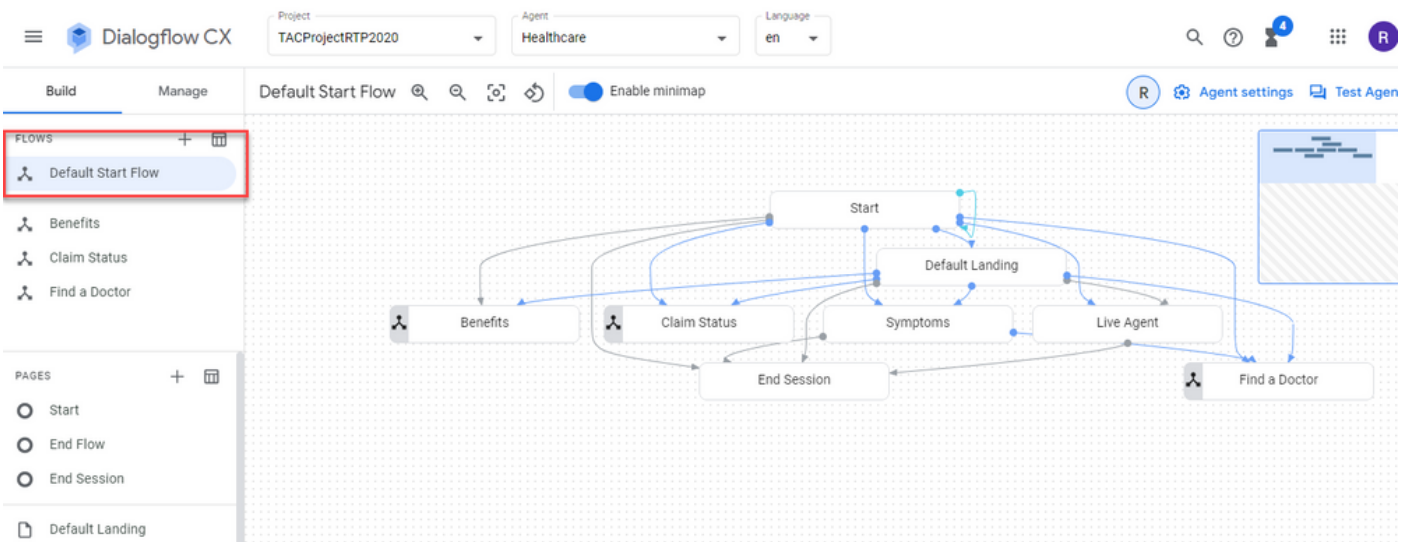 Project
Agent
Language
Dialogflow CX
TACProjectRTP2020
Healthcare
en
4
R
Build
Manage
Default Start Flow
Enable minimap
R
Agent settings
Test Agen
FLOWS
Default Start Flow
Benefits
Claim Status
Find a Doctor
PAGES
Start
End Flow
End Session
Default Landing
Start
Default Landing
Benefits
Claim Status
Symptoms
Live Agent
End Session
Find a Doctor